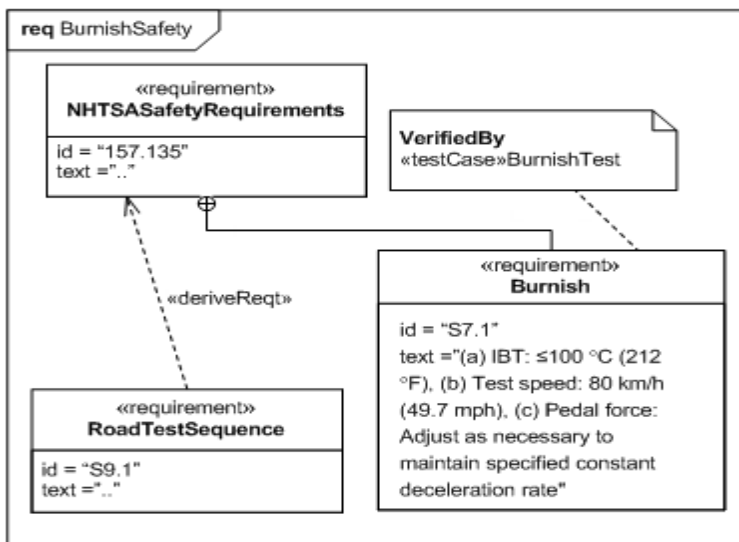 req BurnishSafety
«requirement»
NHTSASafetyRequirements
id = “157.135”
text =”..”
VerifiedBy
«testCase»BurnishTest
«deriveReqt»
«requirement»
Burnish
id = “S7.1”
text =”(a) IBT: ≤100 °C (212
°F), (b) Test speed: 80 km/h
(49.7 mph), (c) Pedal force:
Adjust as necessary to
maintain specified constant
deceleration rate"
«requirement»
RoadTestSequence
id = “S9.1”
text =”..”